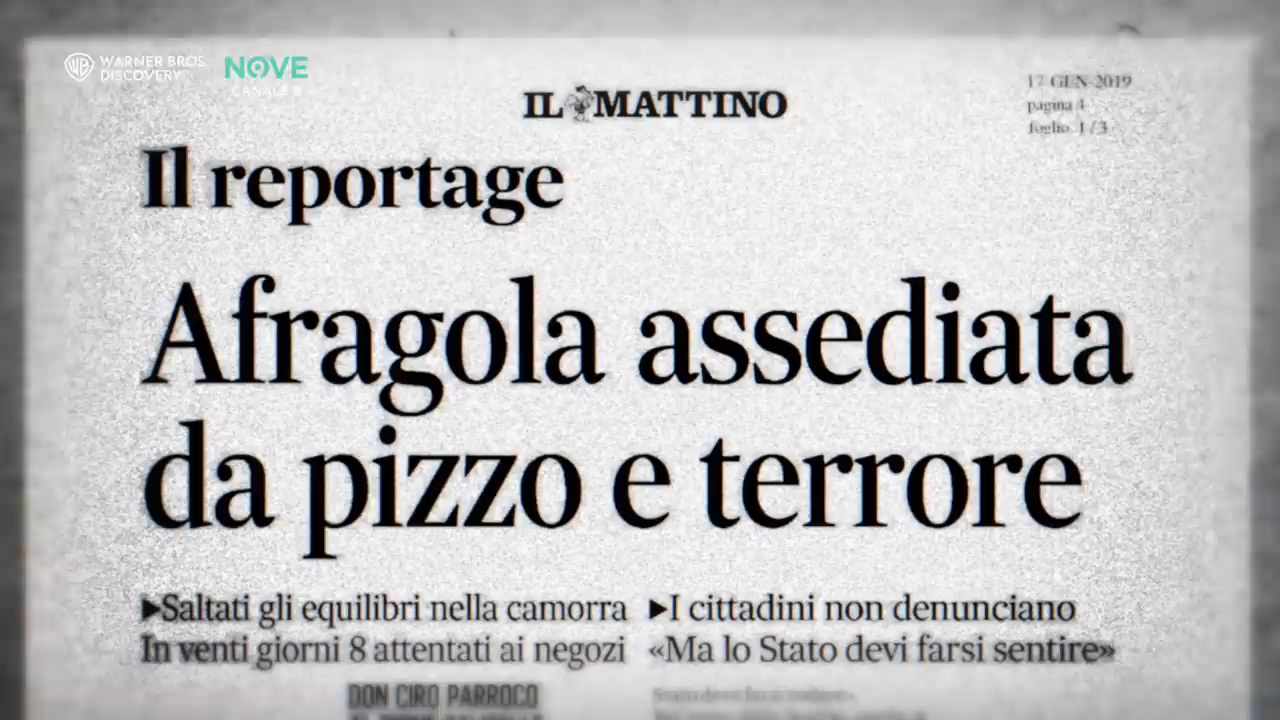 WARNER BROS.
DISCOVERY
NOVE
CANALE 9
IL MATTINO
17 GEN 2019
pagina 4
foglio 1 / 3
Il reportage
Afragola assediata
da pizzo e terrore
▶Saltati gli equilibri nella camorra
In venti giorni 8 attentati ai negozi
▶I cittadini non denunciano
«Ma lo Stato devi farsi sentire»
DON CIRO PARROCO